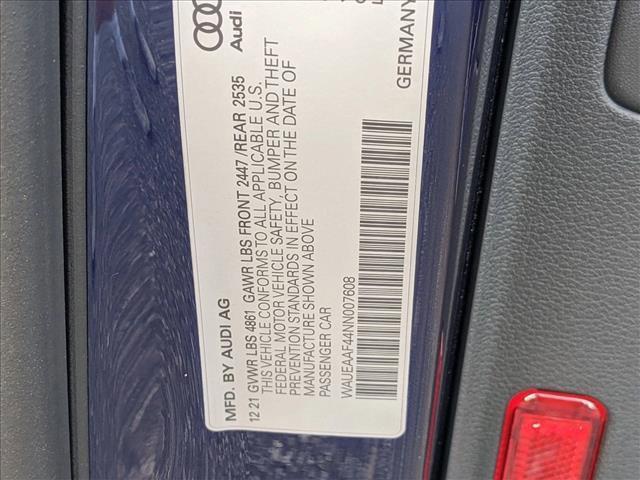 MFD. BY AUDI AG
12 21 GVWR LBS 4861 GAWR LBS FRONT 2447 /REAR 2535
THIS VEHICLE CONFORMS TO ALL APPLICABLE U.S.
FEDERAL MOTOR VEHICLE SAFETY, BUMPER AND THEFT
PREVENTION STANDARDS IN EFFECT ON THE DATE OF
MANUFACTURE SHOWN ABOVE
PASSENGER CAR
WAUEAAF44NN007608
Audi
GERMANY